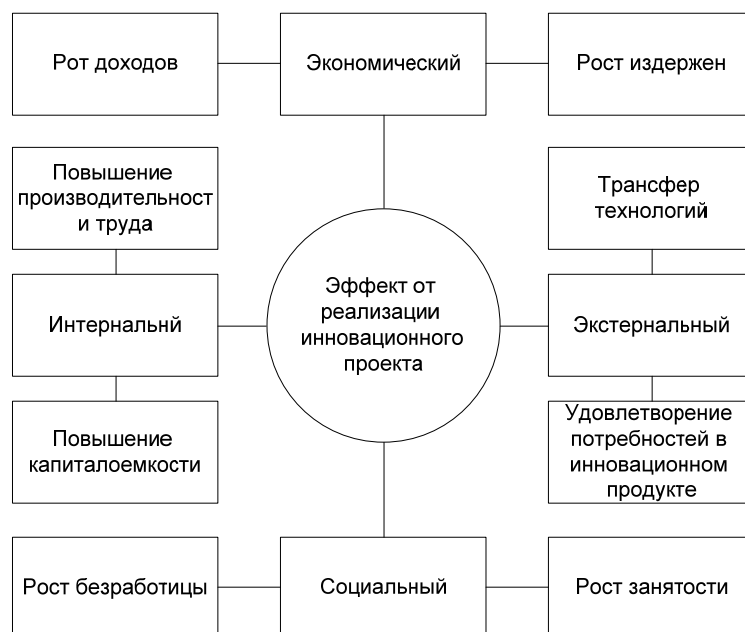 Рот доходов
Экономический
Рост издержен
Повышение
производительност
и труда
Трансфер
технологий
Эффект от
реализации
инновационного
проекта
Интернальнй
Экстернальный
Повышение
капиталоемкости
Удовлетворение
потребностей в
инновационном
продукте
Рост безработицы
Социальный
Рост занятости